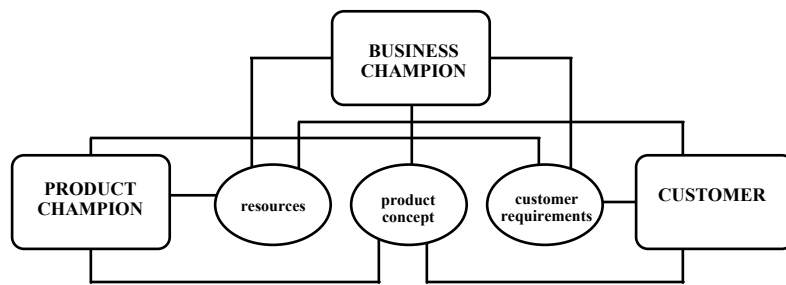 BUSINESS
CHAMPION
PRODUCT
CHAMPION
resources
product
concept
customer
requirements
CUSTOMER